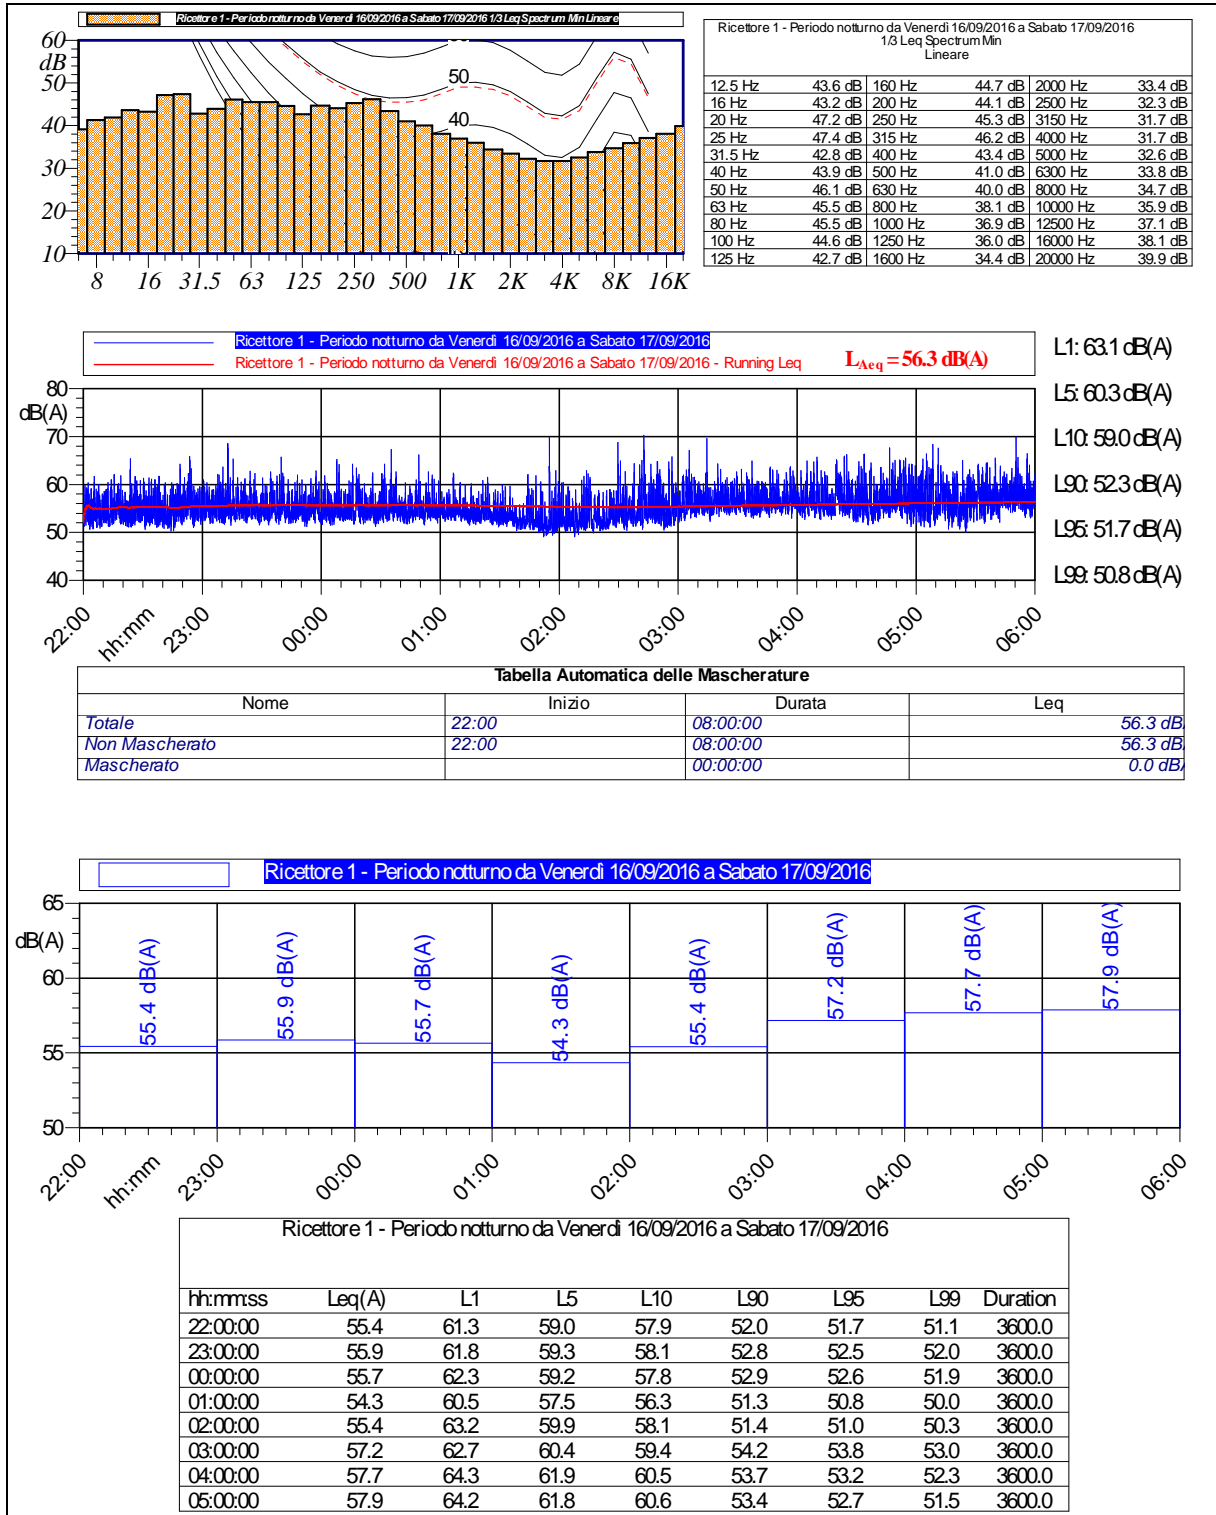 Ricettore 1 - Periodo notturno da Venerdì 16/09/2016 a Sabato 17/09/2016 1/3 Leq Spectrum Min Lineare
60
dB
50
40
30
20
10
50
40
8 16 31.5 63 125 250 500 1K 2K 4K 8K 16K
Ricettore 1 - Periodo notturno da Venerdì 16/09/2016 a Sabato 17/09/2016
1/3 Leq Spectrum Min
Lineare
12.5 Hz 43.6 dB 160 Hz 44.7 dB 2000 Hz 33.4 dB
16 Hz 43.2 dB 200 Hz 44.1 dB 2500 Hz 32.3 dB
20 Hz 47.2 dB 250 Hz 45.3 dB 3150 Hz 31.7 dB
25 Hz 47.4 dB 315 Hz 46.2 dB 4000 Hz 31.7 dB
31.5 Hz 42.8 dB 400 Hz 43.4 dB 5000 Hz 32.6 dB
40 Hz 43.9 dB 500 Hz 41.0 dB 6300 Hz 33.8 dB
50 Hz 46.1 dB 630 Hz 40.0 dB 8000 Hz 34.7 dB
63 Hz 45.5 dB 800 Hz 38.1 dB 10000 Hz 35.9 dB
80 Hz 45.5 dB 1000 Hz 36.9 dB 12500 Hz 37.1 dB
100 Hz 44.6 dB 1250 Hz 36.0 dB 16000 Hz 38.1 dB
125 Hz 42.7 dB 1600 Hz 34.4 dB 20000 Hz 39.9 dB
Ricettore 1 - Periodo notturno da Venerdì 16/09/2016 a Sabato 17/09/2016
Ricettore 1 - Periodo notturno da Venerdì 16/09/2016 a Sabato 17/09/2016 - Running Leq LAeq = 56.3 dB(A)
80
dB(A)
70
60
50
40
22:00 hh:mm 23:00 00:00 01:00 02:00 03:00 04:00 05:00 06:00
L1: 63.1 dB(A)
L5: 60.3 dB(A)
L10: 59.0 dB(A)
L90: 52.3 dB(A)
L95: 51.7 dB(A)
L99: 50.8 dB(A)
Tabella Automatica delle Mascherature
Nome Inizio Durata Leq
Totale 22:00 08:00:00 56.3 dB
Non Mascherato 22:00 08:00:00 56.3 dB
Mascherato 00:00:00 0.0 dB
Ricettore 1 - Periodo notturno da Venerdì 16/09/2016 a Sabato 17/09/2016
65
dB(A)
60
55
50
55.4 dB(A) 55.9 dB(A) 55.7 dB(A) 54.3 dB(A) 55.4 dB(A) 57.2 dB(A) 57.7 dB(A) 57.9 dB(A)
22:00 hh:mm 23:00 00:00 01:00 02:00 03:00 04:00 05:00 06:00
Ricettore 1 - Periodo notturno da Venerdì 16/09/2016 a Sabato 17/09/2016
hh:mm:ss Leq(A) L1 L5 L10 L90 L95 L99 Duration
22:00:00 55.4 61.3 59.0 57.9 52.0 51.7 51.1 3600.0
23:00:00 55.9 61.8 59.3 58.1 52.8 52.5 52.0 3600.0
00:00:00 55.7 62.3 59.2 57.8 52.9 52.6 51.9 3600.0
01:00:00 54.3 60.5 57.5 56.3 51.3 50.8 50.0 3600.0
02:00:00 55.4 63.2 59.9 58.1 51.4 51.0 50.3 3600.0
03:00:00 57.2 62.7 60.4 59.4 54.2 53.8 53.0 3600.0
04:00:00 57.7 64.3 61.9 60.5 53.7 53.2 52.3 3600.0
05:00:00 57.9 64.2 61.8 60.6 53.4 52.7 51.5 3600.0